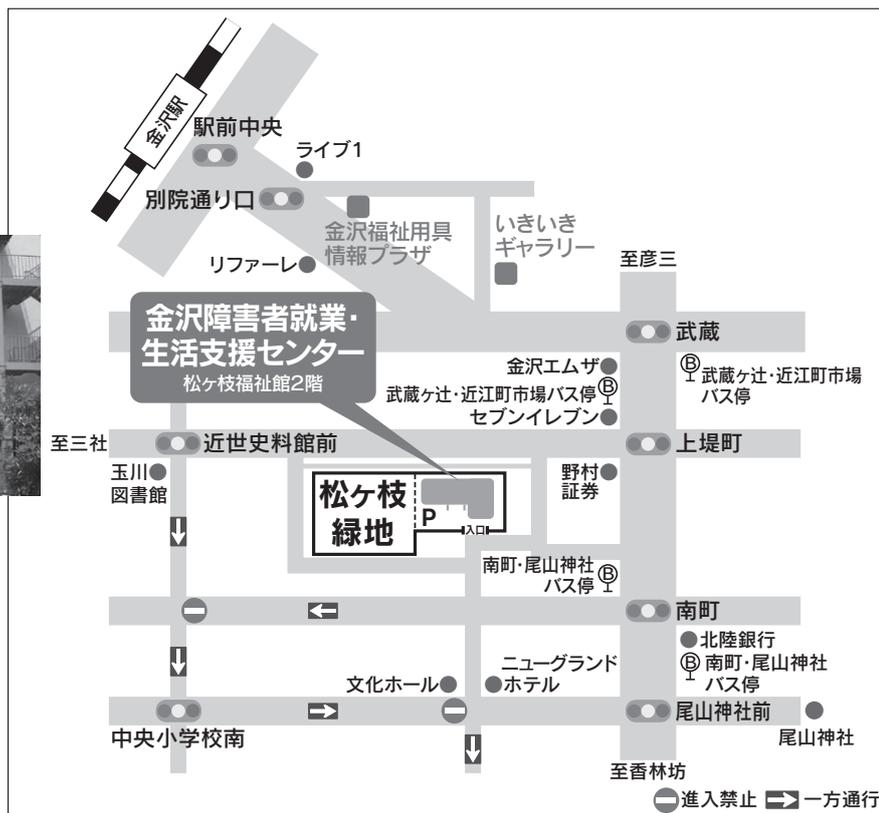 金沢駅
駅前中央
ライブ1
別院通り口
金沢福祉用具
情報プラザ
いきいき
ギャラリー
リファーレ
至彦三
金沢障害者就業・
生活支援センター
松ヶ枝福祉館2階
武蔵
金沢エムザ
武蔵ヶ辻・近江町市場バス停
B
セブンイレブン
B
武蔵ヶ辻・近江町市場
バス停
至三社
近世史料館前
上堤町
玉川
図書館
松ヶ枝
緑地
P
入口
野村
証券
南町・尾山神社
バス停
B
南町
北陸銀行
B
南町・尾山神社
バス停
文化ホール
ニューグランド
ホテル
尾山神社前
中央小学校南
尾山神社
至香林坊
進入禁止
一方通行